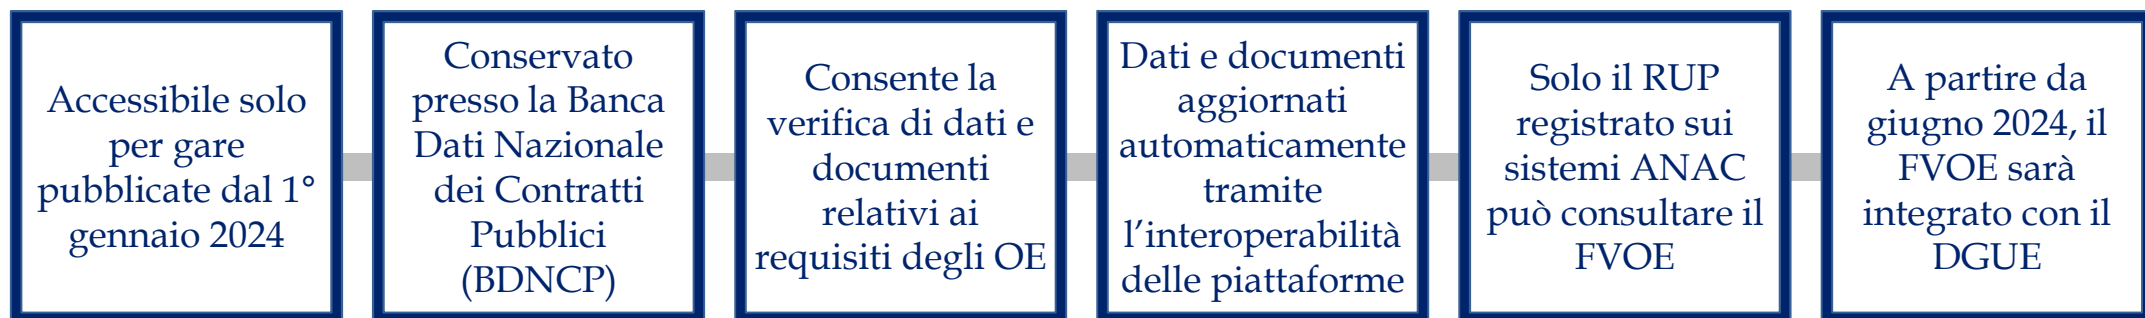 Accessibile solo
per gare
pubblicate dal 1°
gennaio 2024
Conservato
presso la Banca
Dati Nazionale
dei Contratti
Pubblici
(BDNCP)
Consente la
verifica di dati e
documenti
relativi ai
requisiti degli OE
Dati e documenti
aggiornati
automaticamente
tramite
l’interoperabilità
delle piattaforme
Solo il RUP
registrato sui
sistemi ANAC
può consultare il
FVOE
A partire da
giugno 2024, il
FVOE sarà
integrato con il
DGUE